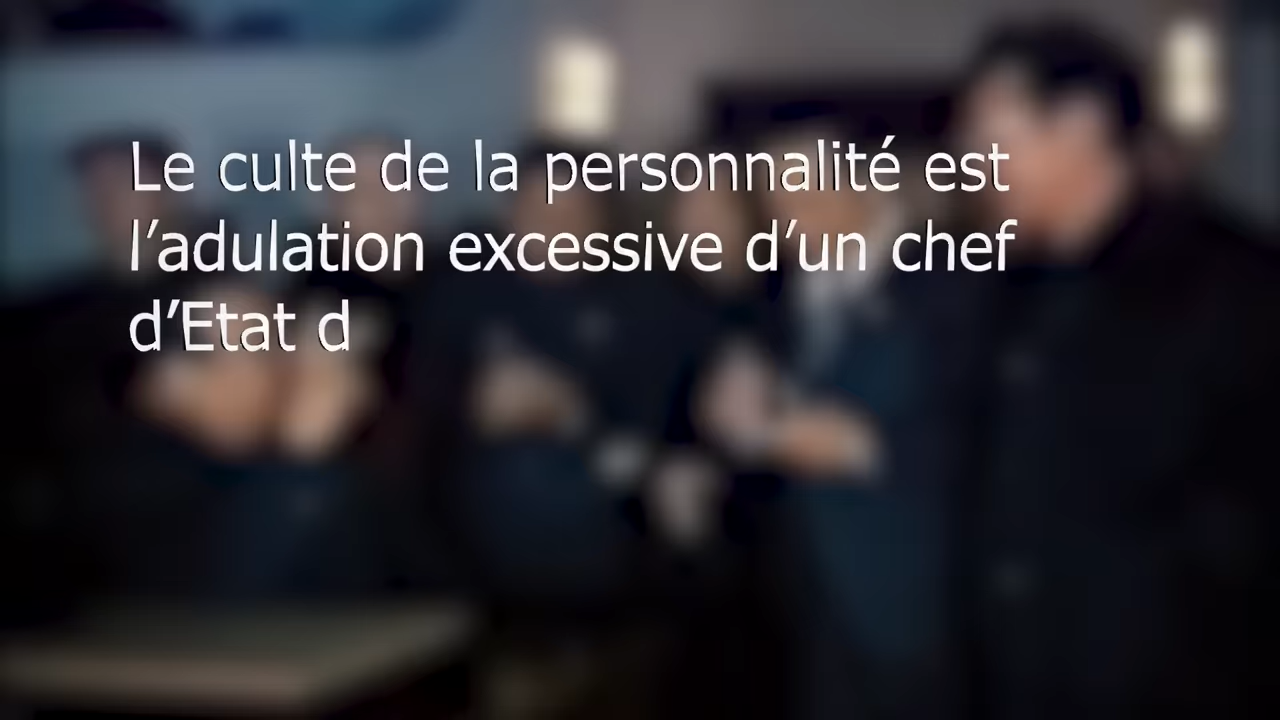 Le culte de la personnalité est
l’adulation excessive d’un chef
d’Etat d